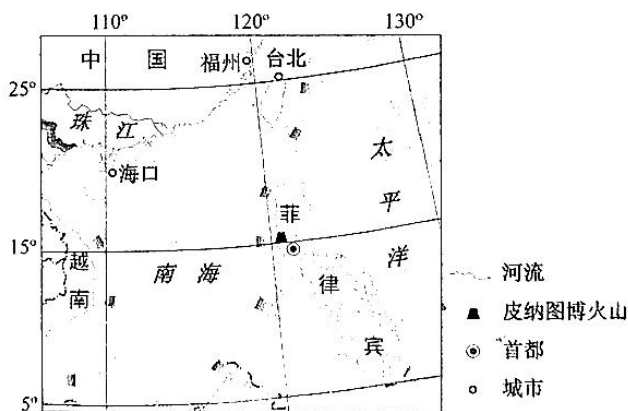 110° 120° 130°
中 国 福州 台北
25°
珠 江
太
海口
平
菲
15°
洋
越 南 海 律
南
宾
5°
河流
皮纳图博火山
首都
城市